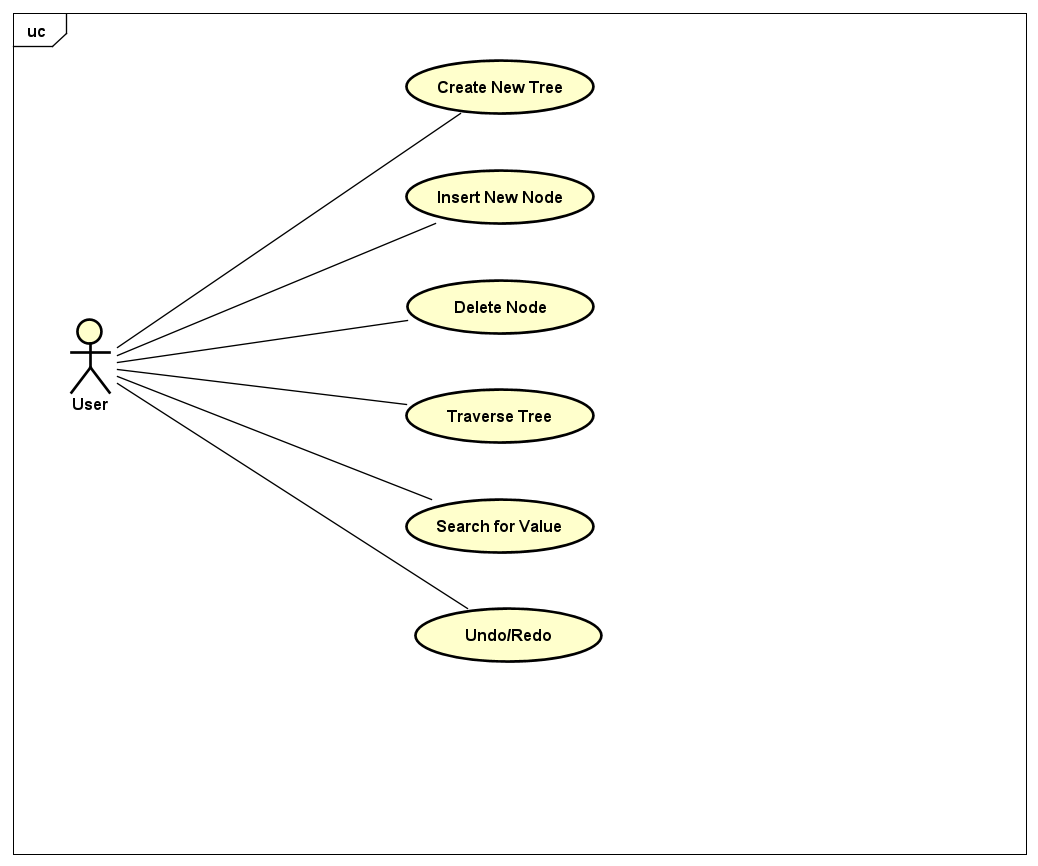 uc
Create New Tree
Insert New Node
Delete Node
User
Traverse Tree
Search for Value
Undo/Redo